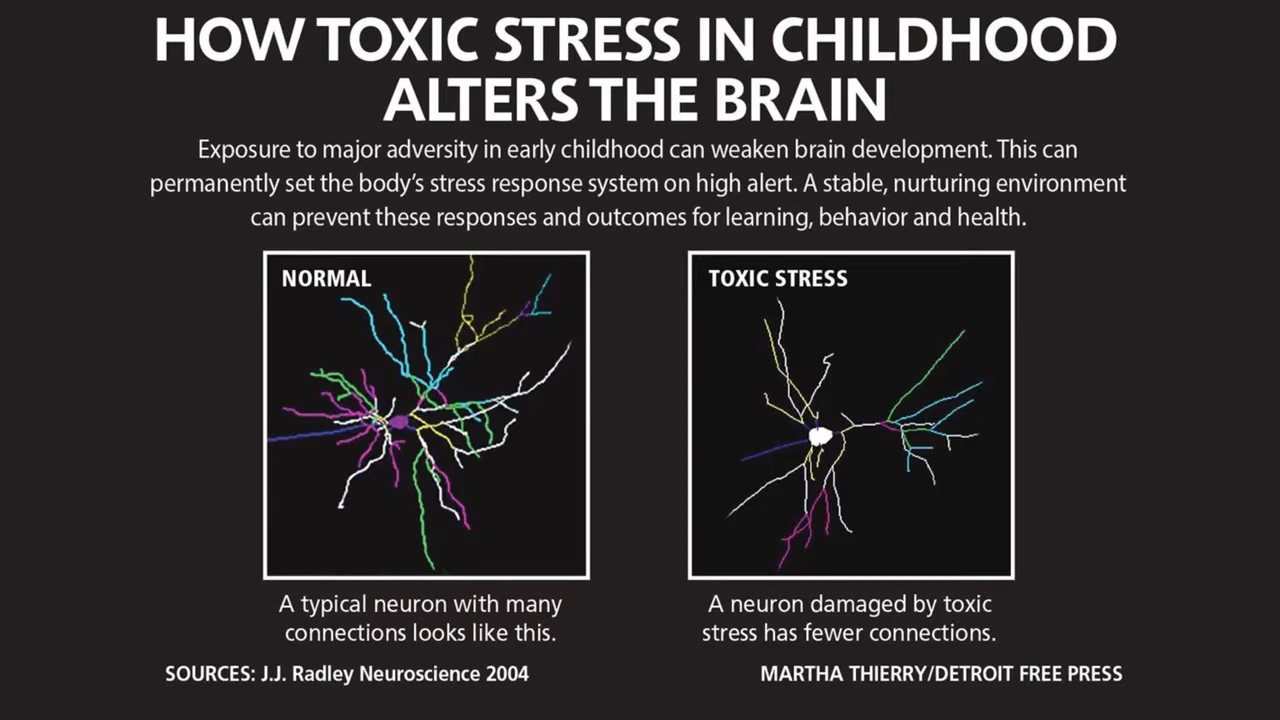 HOW TOXIC STRESS IN CHILDHOOD
ALTERS THE BRAIN
Exposure to major adversity in early childhood can weaken brain development. This can
permanently set the body’s stress response system on high alert. A stable, nurturing environment
can prevent these responses and outcomes for learning, behavior and health.
NORMAL
TOXIC STRESS
A typical neuron with many
connections looks like this.
A neuron damaged by toxic
stress has fewer connections.
SOURCES: J.J. Radley Neuroscience 2004
MARTHA THIERRY/DETROIT FREE PRESS